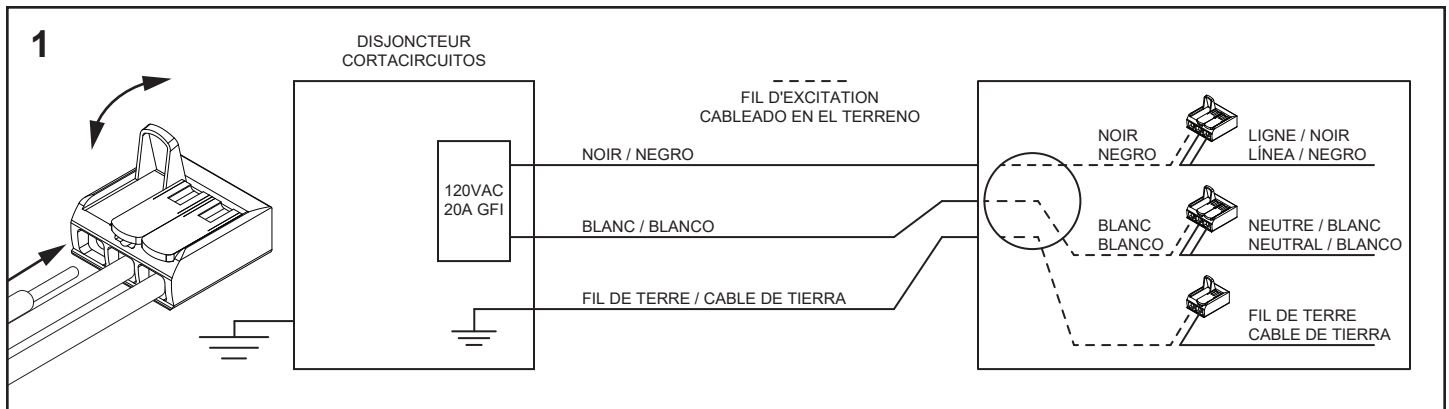 1
DISJONCTEUR
CORTACIRCUITOS
120VAC
20A GFI
NOIR / NEGRO
BLANC / BLANCO
FIL DE TERRE / CABLE DE TIERRA
FIL D'EXCITATION
CABLEADO EN EL TERRENO
NOIR
NEGRO
LIGNE / NOIR
LÍNEA / NEGRO
BLANC
BLANCO
NEUTRE / BLANC
NEUTRAL / BLANCO
FIL DE TERRE
CABLE DE TIERRA